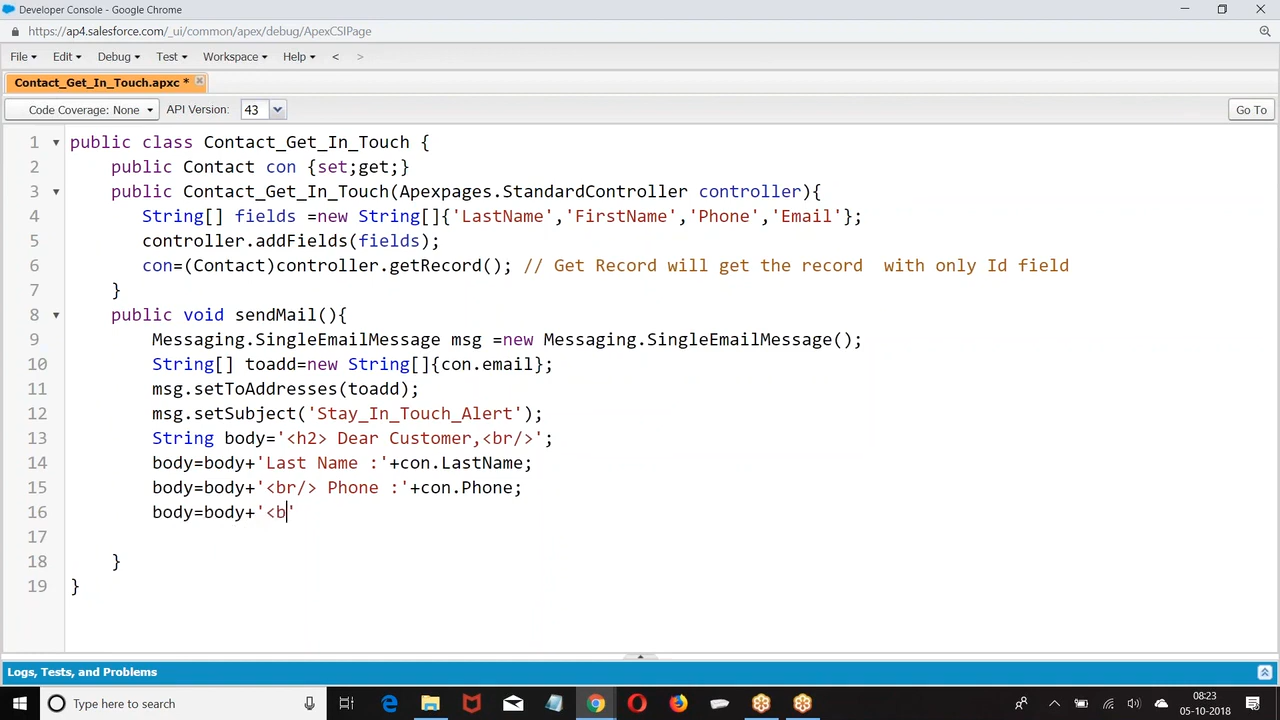 Developer Console - Google Chrome
https://ap4.salesforce.com/_ui/common/apex/debug/ApexCSIPage
File Edit Debug Test Workspace Help < >
Contact_Get_In_Touch.apxc *
Code Coverage: None API Version: 43 Go To
1 public class Contact_Get_In_Touch {
2 public Contact con {set;get;}
3 public Contact_Get_In_Touch(Apexpages.StandardController controller){
4 String[] fields =new String[]{'LastName','FirstName','Phone','Email'};
5 controller.addFields(fields);
6 con=(Contact)controller.getRecord(); // Get Record will get the record  with only Id field
7 }
8 public void sendMail(){
9 Messaging.SingleEmailMessage msg =new Messaging.SingleEmailMessage();
10 String[] toadd=new String[]{con.email};
11 msg.setToAddresses(toadd);
12 msg.setSubject('Stay_In_Touch_Alert');
13 String body='<h2> Dear Customer,<br/>';
14 body=body+'Last Name :'+con.LastName;
15 body=body+'<br/> Phone :'+con.Phone;
16 body=body+'<b'
17
18 }
19 }
Logs, Tests, and Problems
Type here to search
08:23
05-10-2018